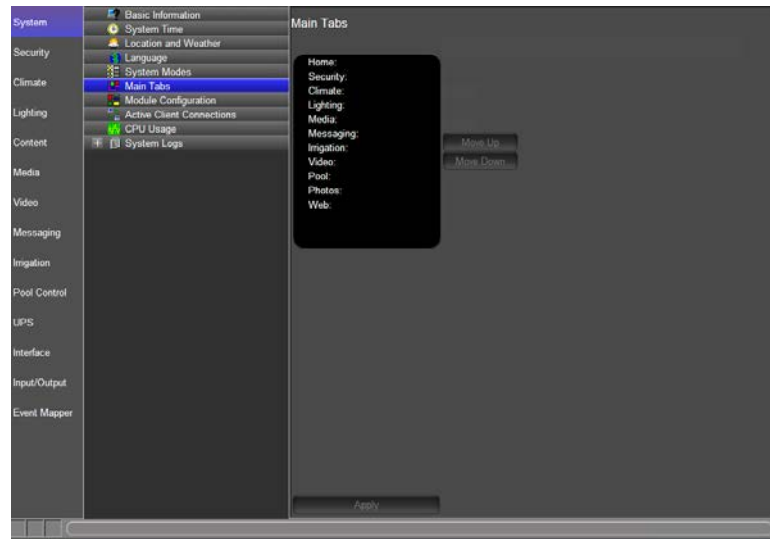 System
Security
Climate
Lighting
Content
Media
Video
Messaging
Irrigation
Pool Control
UPS
Interface
Input/Output
Event Mapper
Basic Information
System Time
Location and Weather
Language
System Modes
Main Tabs
Module Configuration
Active Client Connections
CPU Usage
System Logs
Main Tabs
Home:
Security:
Climate:
Lighting:
Media:
Messaging:
Irrigation:
Video:
Pool:
Photos:
Web:
Move Up
Move Down
Apply